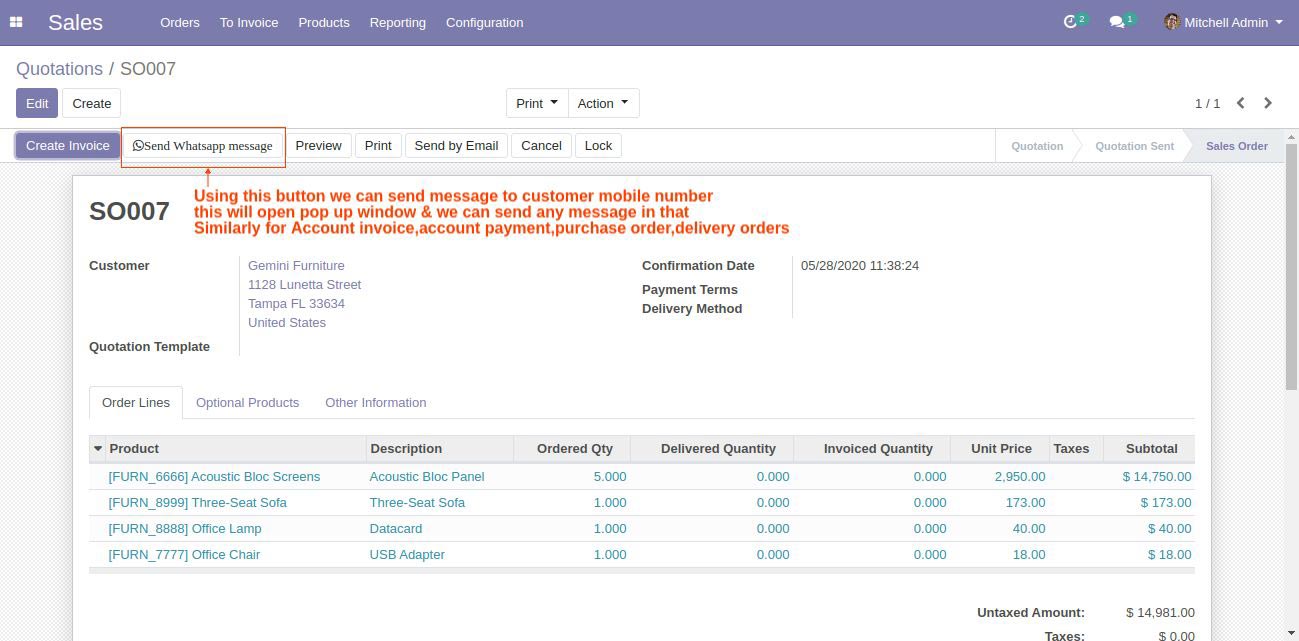 Sales Orders To Invoice Products Reporting Configuration 2 1 Mitchell Admin
Quotations / SO007
Edit Create Print Action 1 / 1
Create Invoice Send Whatsapp message Preview Print Send by Email Cancel Lock Quotation Quotation Sent Sales Order
Using this button we can send message to customer mobile number
this will open pop up window & we can send any message in that
Similarly for Account invoice,account payment,purchase order,delivery orders
SO007
Customer Gemini Furniture Confirmation Date 05/28/2020 11:38:24
1128 Lunetta Street Payment Terms
Tampa FL 33634 Delivery Method
United States
Quotation Template
Order Lines Optional Products Other Information
Product Description Ordered Qty Delivered Quantity Invoiced Quantity Unit Price Taxes Subtotal
[FURN_6666] Acoustic Bloc Screens Acoustic Bloc Panel 5.000 0.000 0.000 2,950.00 $ 14,750.00
[FURN_8999] Three-Seat Sofa Three-Seat Sofa 1.000 0.000 0.000 173.00 $ 173.00
[FURN_8888] Office Lamp Datacard 1.000 0.000 0.000 40.00 $ 40.00
[FURN_7777] Office Chair USB Adapter 1.000 0.000 0.000 18.00 $ 18.00
Untaxed Amount: $ 14,981.00
Taxes: $ 0.00